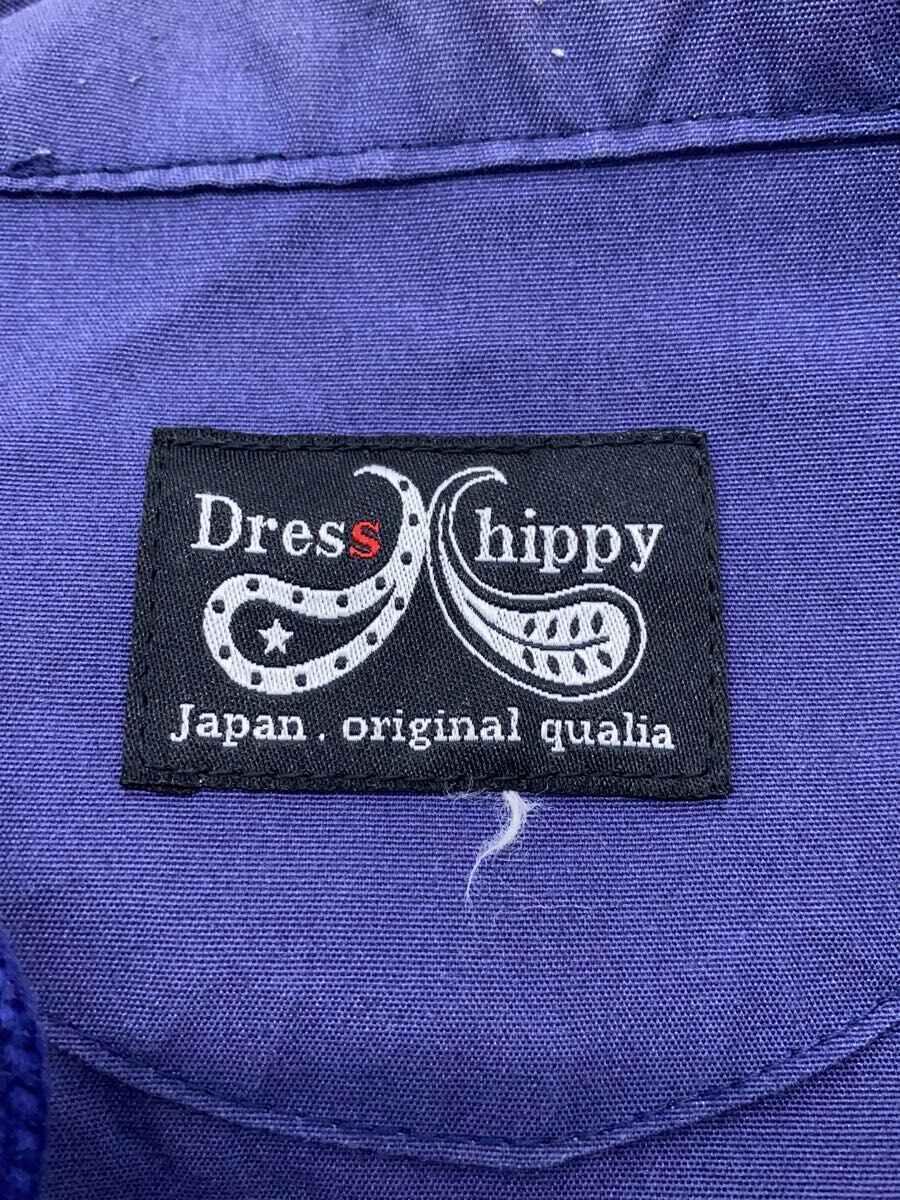 Dress hippy
Japan . original qualia